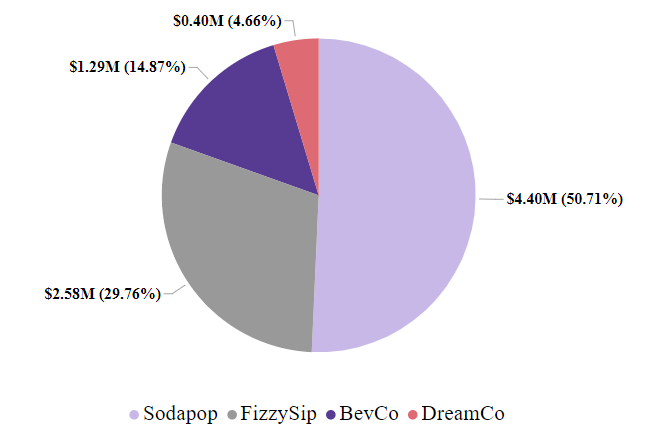 $0.40M (4.66%)
$1.29M (14.87%)
$4.40M (50.71%)
$2.58M (29.76%)
Sodapop FizzySip BevCo DreamCo